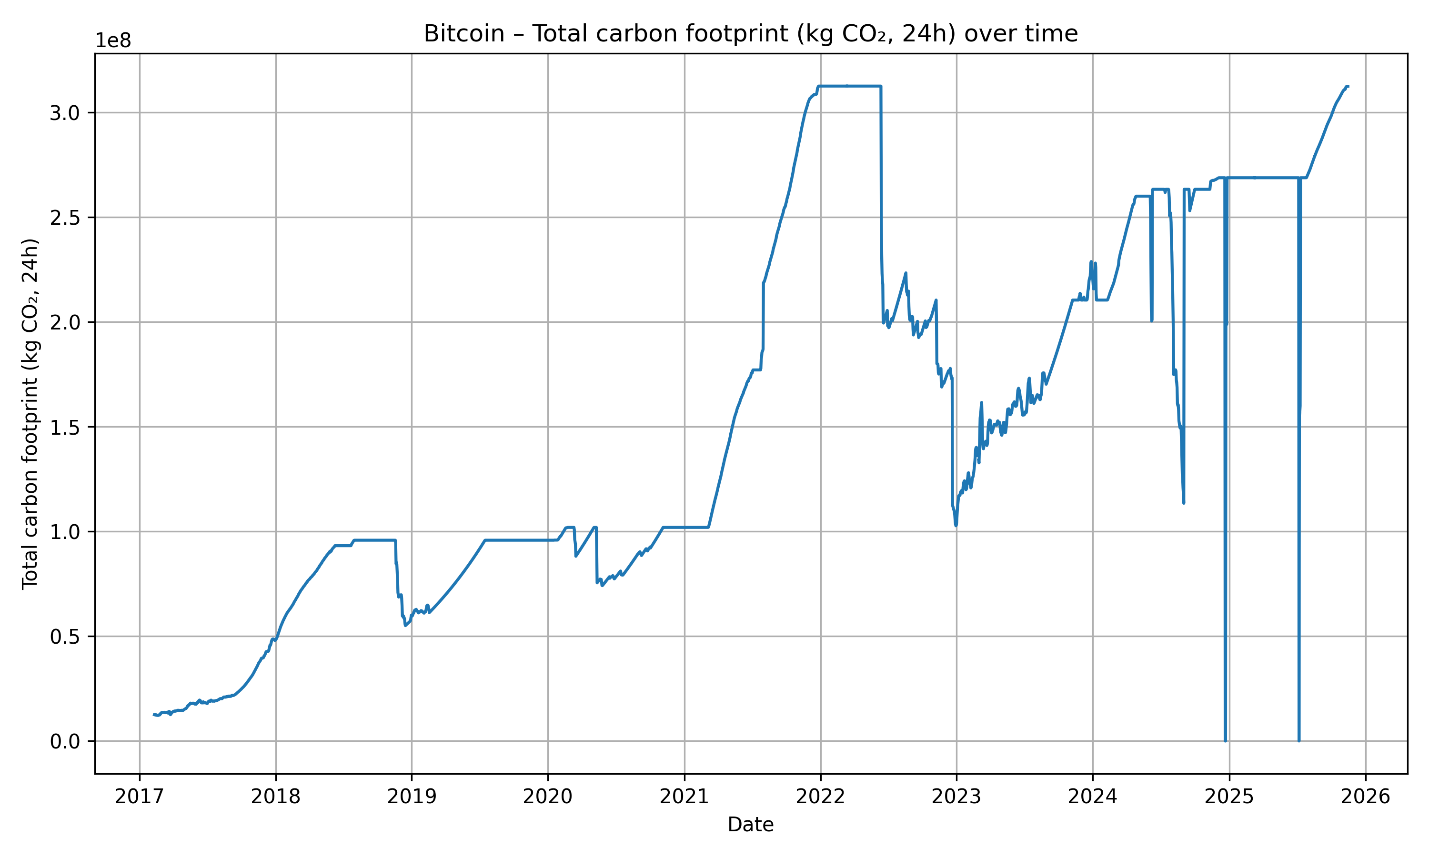 Bitcoin – Total carbon footprint (kg CO₂, 24h) over time
1e8
3.0
2.5
2.0
1.5
1.0
0.5
0.0
Total carbon footprint (kg CO₂, 24h)
2017 2018 2019 2020 2021 2022 2023 2024 2025 2026
Date